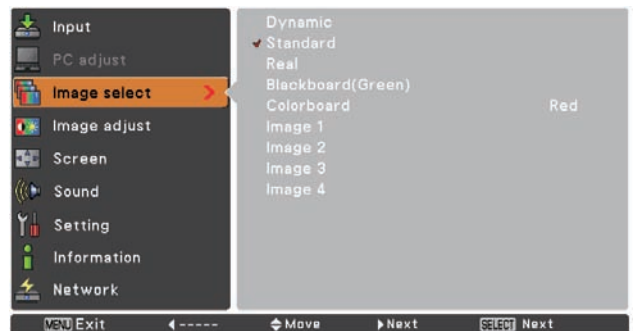 Input
PC adjust
Image select
Image adjust
Screen
Sound
Setting
Information
Network
Dynamic
Standard
Real
Blackboard(Green)
Colorboard Red
Image 1
Image 2
Image 3
Image 4
MENU Exit ----- Move Next SELECT Next